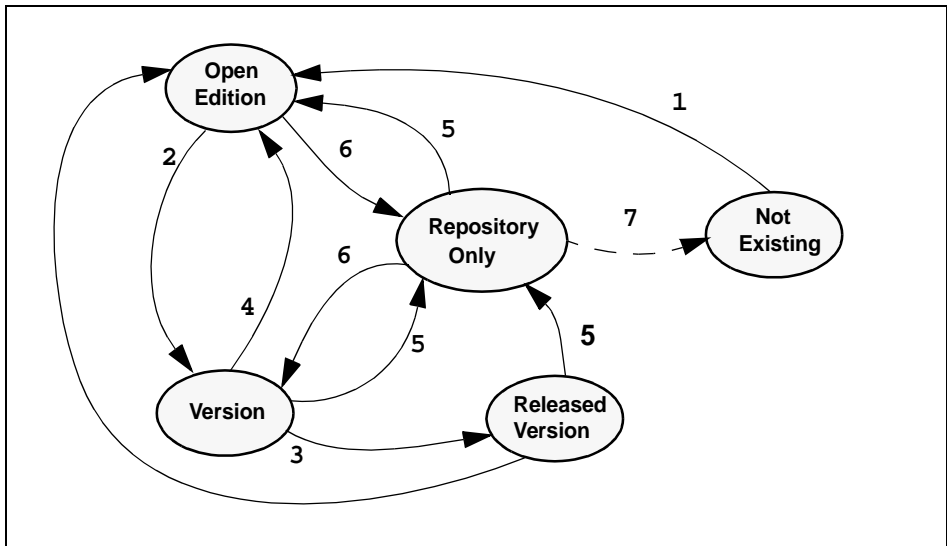 Open
Edition
1
5
2
6
Repository
Only
7
Not
Existing
6
4
5
5
Version
Released
Version
3